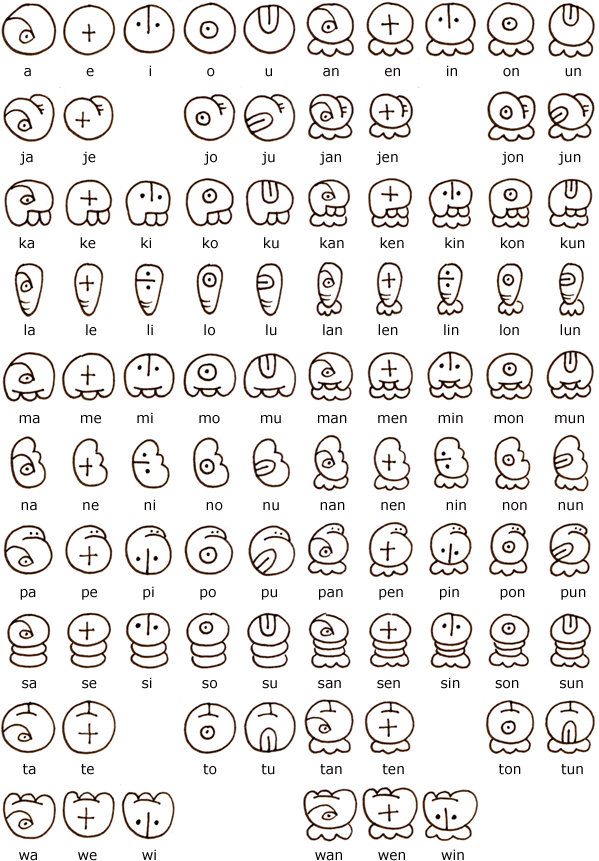 a e i o u an en in on un
ja je jo ju jan jen jon jun
ka ke ki ko ku kan ken kin kon kun
la le li lo lu lan len lin lon lun
ma me mi mo mu man men min mon mun
na ne ni no nu nan nen nin non nun
pa pe pi po pu pan pen pin pon pun
sa se si so su san sen sin son sun
ta te to tu tan ten ton tun
wa we wi wan wen win